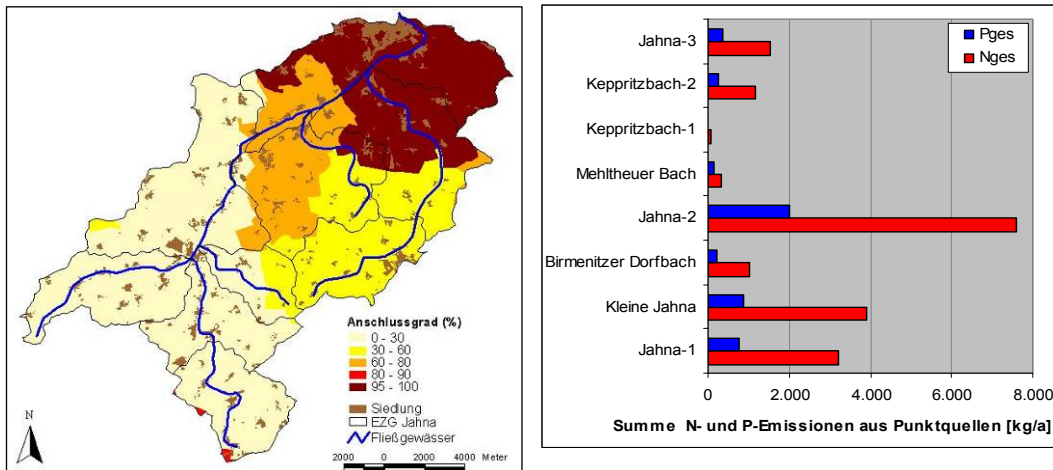 Anschlussgrad (%)
0 - 30
30 - 60
60 - 80
80 - 90
95 - 100
Siedlung
EZG Jahna
Fließgewässer
N
2000 0 2000 4000 Meter
Pges
Nges
Jahna-3
Keppritzbach-2
Keppritzbach-1
Mehltheuer Bach
Jahna-2
Birmenitzer Dorfbach
Kleine Jahna
Jahna-1
0 2.000 4.000 6.000 8.000
Summe N- und P-Emissionen aus Punktquellen [kg/a]